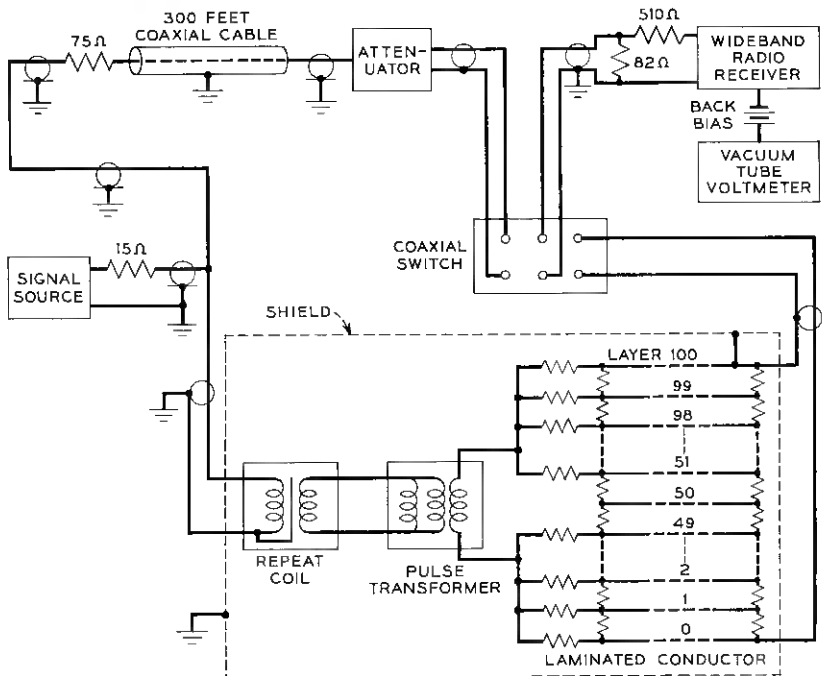 300 FEET
COAXIAL CABLE
75Ω
ATTEN-
UATOR
510Ω
82Ω
WIDEBAND
RADIO
RECEIVER
BACK
BIAS
VACUUM
TUBE
VOLTMETER
COAXIAL
SWITCH
15Ω
SIGNAL
SOURCE
SHIELD
LAYER 100
99
98
51
50
49
2
1
0
REPEAT
COIL
PULSE
TRANSFORMER
LAMINATED CONDUCTOR